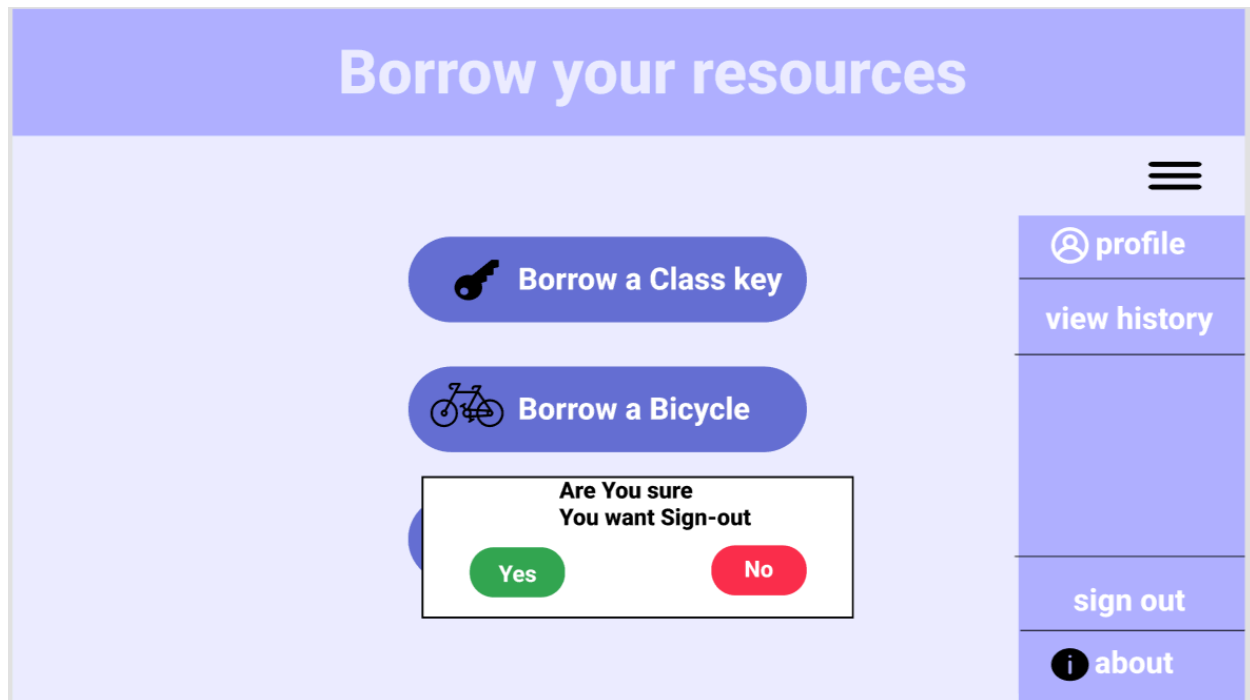 Borrow your resources
profile
Borrow a Class key
view history
Borrow a Bicycle
Are You sure
You want Sign-out
Yes
No
sign out
about